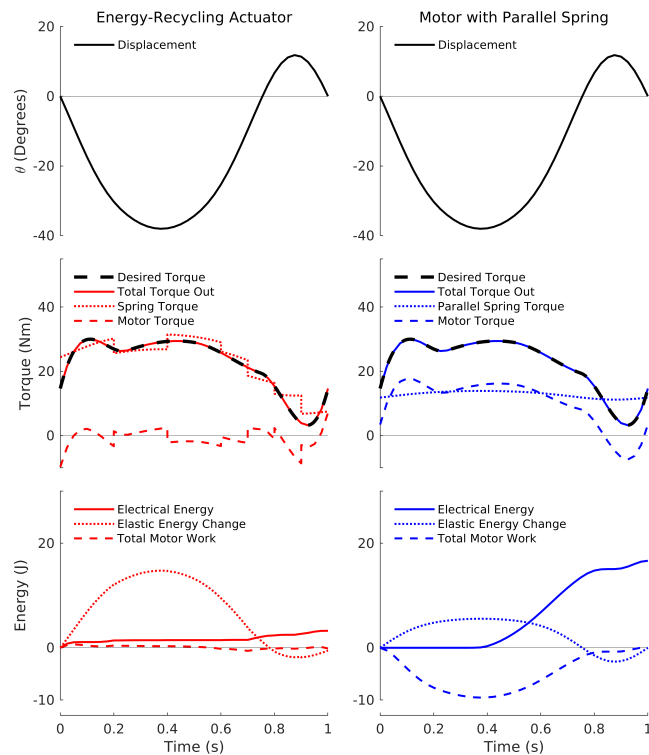 Energy-Recycling Actuator
Motor with Parallel Spring
θ (Degrees)
20
0
-20
-40
Displacement
20
0
-20
-40
Displacement
Torque (Nm)
40
20
0
Desired Torque
Total Torque Out
Spring Torque
Motor Torque
40
20
0
Desired Torque
Total Torque Out
Parallel Spring Torque
Motor Torque
Energy (J)
20
0
-10
Electrical Energy
Elastic Energy Change
Total Motor Work
20
0
-10
Electrical Energy
Elastic Energy Change
Total Motor Work
0 0.2 0.4 0.6 0.8 1
Time (s)
0 0.2 0.4 0.6 0.8 1
Time (s)